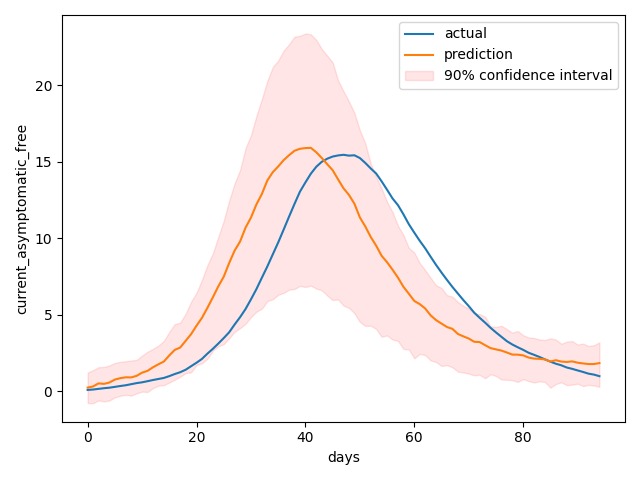 actual
prediction
90% confidence interval
current_asymptomatic_free
20
15
10
5
0
0 20 40 60 80
days